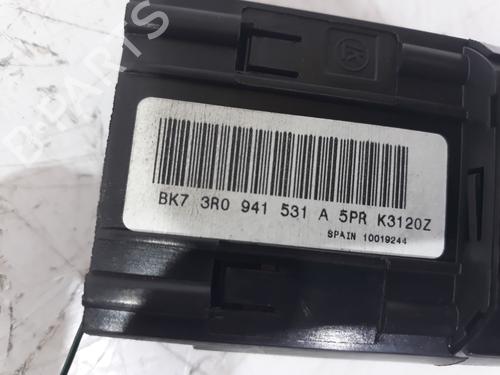 BK7 3R0 941 531 A 5PR K3120Z
SPAIN 10019244
B-PARTS